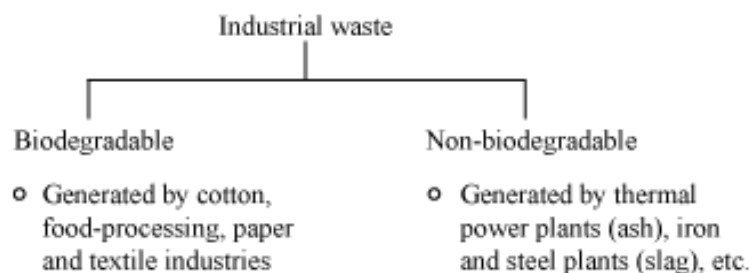 Industrial waste
Biodegradable
Non-biodegradable
Generated by cotton,
food-processing, paper
and textile industries
Generated by thermal
power plants (ash), iron
and steel plants (slag), etc.